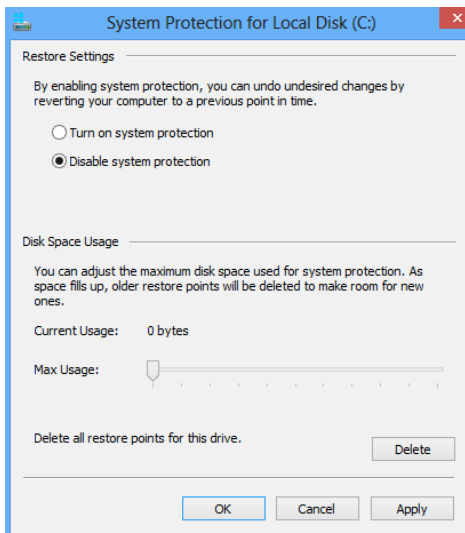 System Protection for Local Disk (C:)
Restore Settings
By enabling system protection, you can undo undesired changes by
reverting your computer to a previous point in time.
Turn on system protection
Disable system protection
Disk Space Usage
You can adjust the maximum disk space used for system protection. As
space fills up, older restore points will be deleted to make room for new
ones.
Current Usage: 0 bytes
Max Usage:
Delete all restore points for this drive.
Delete
OK Cancel Apply